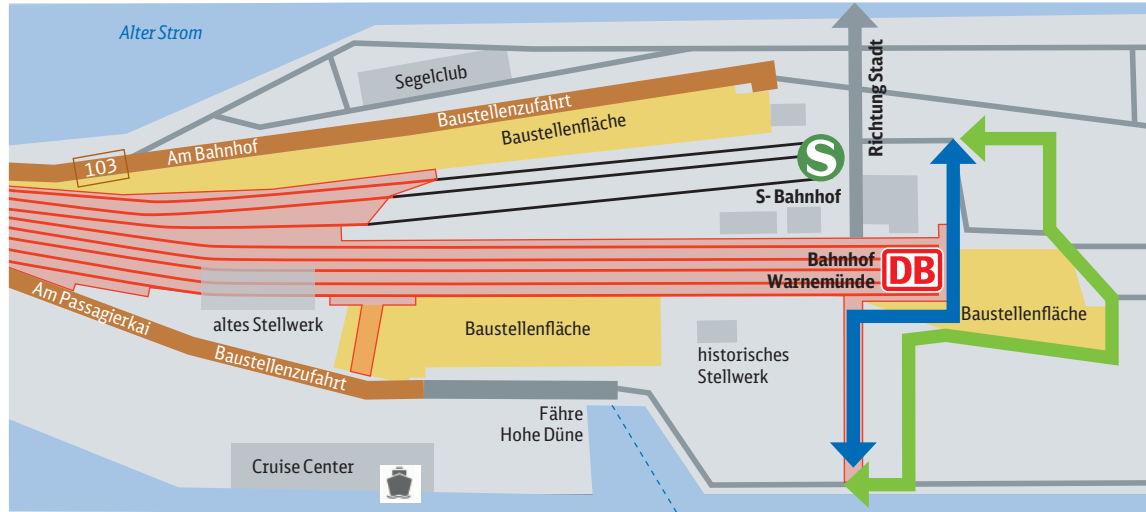 Alter Strom
Segelclub
Richtung Stadt
Baustellenzufahrt
Baustellenfläche
Am Bahnhof
103
S
S-Bahnhof
Bahnhof
Warnemünde
DB
Am Passagierkai
altes Stellwerk
Baustellenfläche
Baustellenfläche
Baustellenzufahrt
historisches
Stellwerk
Fähre
Hohe Düne
Cruise Center